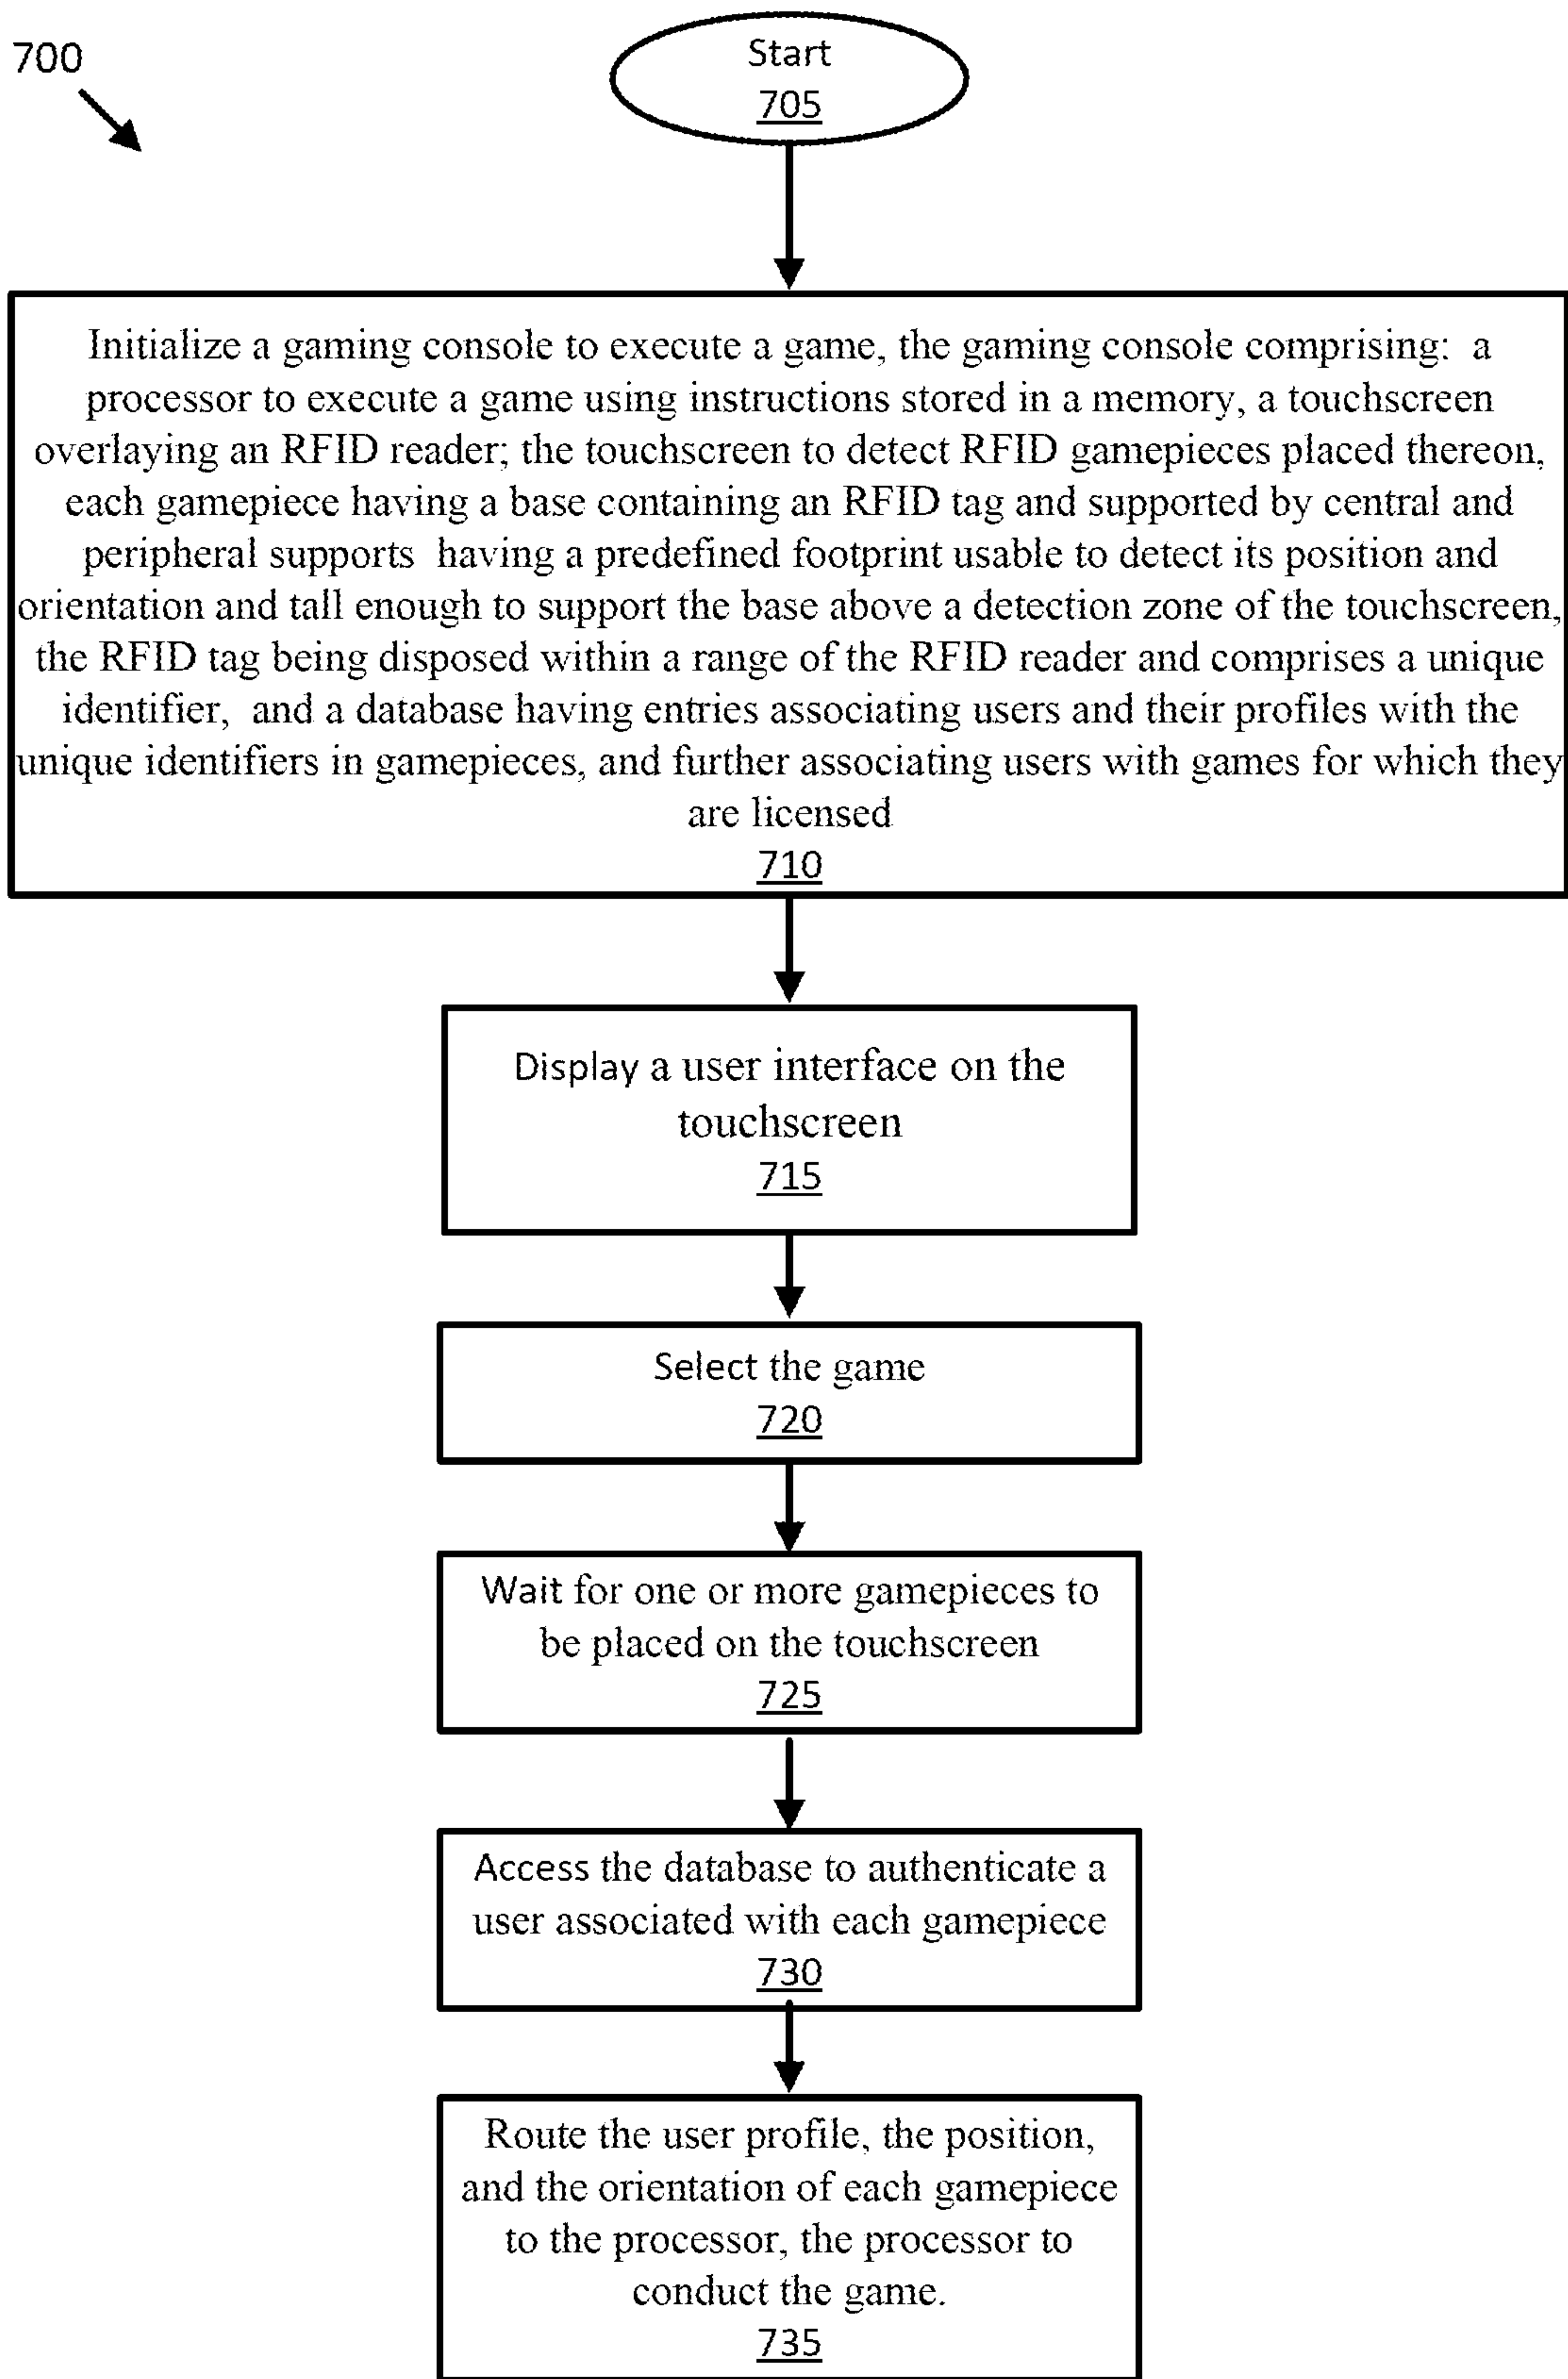 700
Start
705
Initialize a gaming console to execute a game, the gaming console comprising: a
processor to execute a game using instructions stored in a memory, a touchscreen
overlaying an RFID reader; the touchscreen to detect RFID gamepieces placed thereon,
each gamepiece having a base containing an RFID tag and supported by central and
peripheral supports having a predefined footprint usable to detect its position and
orientation and tall enough to support the base above a detection zone of the touchscreen,
the RFID tag being disposed within a range of the RFID reader and comprises a unique
identifier, and a database having entries associating users and their profiles with the
unique identifiers in gamepieces, and further associating users with games for which they
are licensed
710
Display a user interface on the
touchscreen
715
Select the game
720
Wait for one or more gamepieces to
be placed on the touchscreen
725
Access the database to authenticate a
user associated with each gamepiece
730
Route the user profile, the position,
and the orientation of each gamepiece
to the processor, the processor to
conduct the game.
735